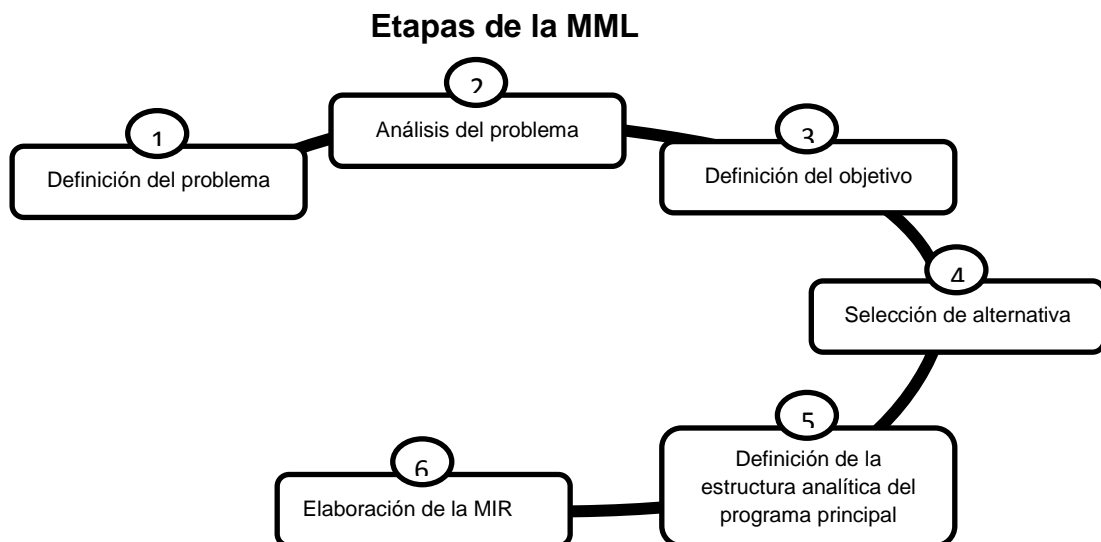 Etapas de la MML
1
Definición del problema
2
Análisis del problema
3
Definición del objetivo
4
Selección de alternativa
5
Definición de la
estructura analítica del
programa principal
6
Elaboración de la MIR